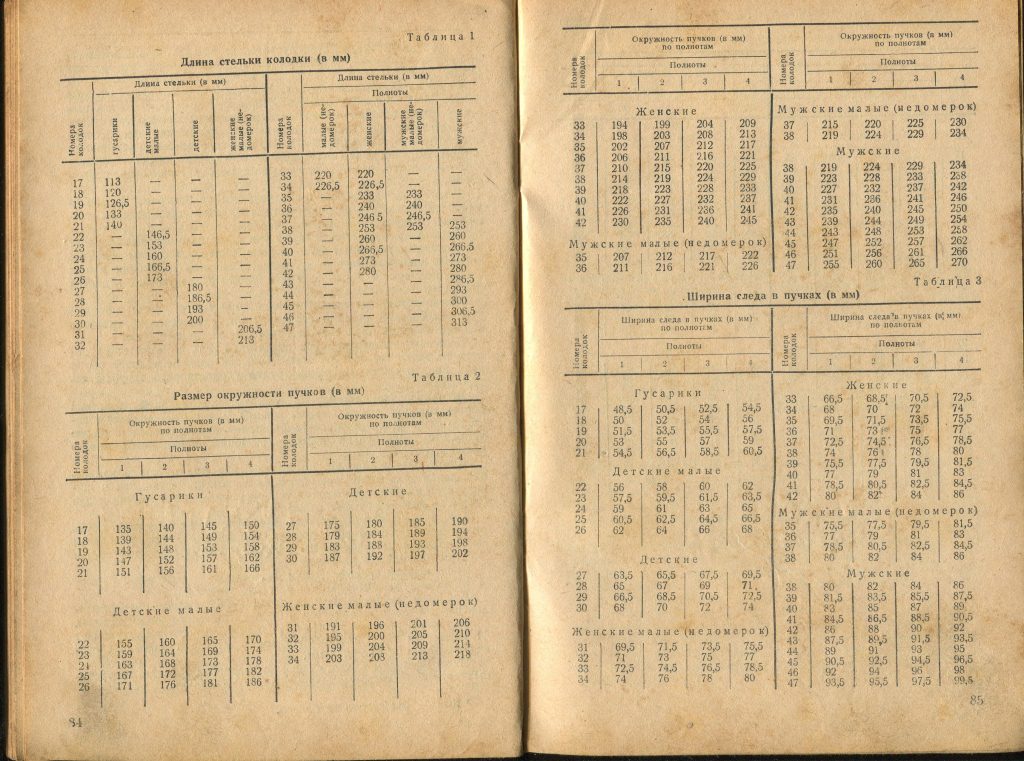 Таблица 1
Длина стельки колодки (в мм)
Номера колодок
Длина стельки (в мм)
гусарики
детские малые
детские
женские малые (не-
домерок)
17 113 — — —
18 120 — — —
19 126,5 — — —
20 133 — — —
21 140 — — —
22 — 146,5 — —
23 — 153 — —
24 — 160 — —
25 — 166,5 — —
26 — 173 — —
27 — — 180 —
28 — — 186,5 —
29 — — 193 —
30 — — 200 —
31 — — — 206,5
32 — — — 213
Номера колодок
Длина стельки (в мм)
Полноты
малые (не-
домерок)
женские
мужские малые (не-
домерок)
мужские
33 220 220 — —
34 226,5 226,5 — —
35 — 233 233 —
36 — 240 240 —
37 — 246 5 246,5 —
38 — 253 253 253
39 — 260 — 260
40 — 266,5 — 266,5
41 — 273 — 273
42 — 280 — 280
43 — — — 286,5
44 — — — 293
45 — — — 300
46 — — — 306,5
47 — — — 313
Таблица 2
Размер окружности пучков (в мм)
Номера колодок
Окружность пучков (в мм)
по полнотам
Полноты
1 2 3 4
Гусарики
17 135 140 145 150
18 139 144 149 154
19 143 148 153 158
20 147 152 157 162
21 151 156 161 166
Детские малые
22 155 160 165 170
23 159 164 169 174
24 163 168 173 178
25 167 172 177 182
26 171 176 181 186
Номера колодок
Окружность пучков (в мм)
по полнотам
Полноты
1 2 3 4
Детские
27 175 180 185 190
28 179 184 189 194
29 183 188 193 198
30 187 192 197 202
Женские малые (недомерок)
31 191 196 201 206
32 195 200 205 210
33 199 204 209 214
34 203 208 213 218
84
Номера колодок
Окружность пучков (в мм)
по полнотам
Полноты
1 2 3 4
Женские
33 194 199 204 209
34 198 203 208 213
35 202 207 212 217
36 206 211 216 221
37 210 215 220 225
38 214 219 224 229
39 218 223 228 233
40 222 227 232 237
41 226 231 236 241
42 230 235 240 245
Мужские малые (недомерок)
35 207 212 217 222
36 211 216 221 226
Номера колодок
Окружность пучков (в мм)
по полнотам
Полноты
1 2 3 4
Мужские малые (недомерок)
37 215 220 225 230
38 219 224 229 234
Мужские
38 219 224 229 234
39 223 228 233 238
40 227 232 237 242
41 231 236 241 246
42 235 240 245 250
43 239 244 249 254
44 243 248 253 258
45 247 252 257 262
46 251 256 261 266
47 255 260 265 270
Таблица 3
Ширина следа в пучках (в мм)
Номера колодок
Ширина следа в пучках (в мм)
по полнотам
Полноты
1 2 3 4
Гусарики
17 48,5 50,5 52,5 54,5
18 50 52 54 56
19 51,5 53,5 55,5 57,5
20 53 55 57 59
21 54,5 56,5 58,5 60,5
Детские малые
22 56 58 60 62
23 57,5 59,5 61,5 63,5
24 59 61 63 65
25 60,5 62,5 64,5 66,5
26 62 64 66 68
Детские
27 63,5 65,5 67,5 69,5
28 65 67 69 71
29 66,5 68,5 70,5 72,5
30 68 70 72 74
Женские малые (недомерок)
31 69,5 71,5 73,5 75,5
32 71 73 75 77
33 72,5 74,5 76,5 78,5
34 74 76 78 80
Номера колодок
Ширина следа в пучках (в мм)
по полнотам
Полноты
1 2 3 4
Женские
33 66,5 68,5 70,5 72,5
34 68 70 72 74
35 69,5 71,5 73,5 75,5
36 71 73 75 77
37 72,5 74,5 76,5 78,5
38 74 76 78 80
39 75,5 77,5 79,5 81,5
40 77 79 81 83
41 78,5 80,5 82,5 84,5
42 80 82 84 86
Мужские малые (недомерок)
35 75,5 77,5 79,5 81,5
36 77 79 81 83
37 78,5 80,5 82,5 84,5
38 80 82 84 86
Мужские
38 80 82 84 86
39 81,5 83,5 85,5 87,5
40 83 85 87 89
41 84,5 86,5 88,5 90,5
42 86 88 90 92
43 87,5 89,5 91,5 93,5
44 89 91 93 95
45 90,5 92,5 94,5 96,5
46 92 94 96 98
47 93,5 95,5 97,5 99,5
85